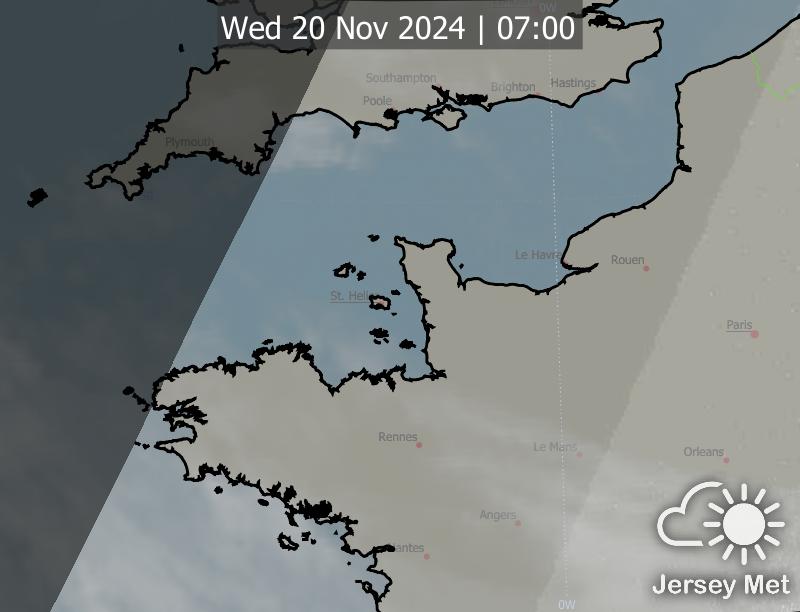 Wed 20 Nov 2024 | 07:00
0W
Southampton
Brighton
Hastings
Poole
Plymouth
Le Havre
Rouen
St. Helier
Paris
Rennes
Le Mans
Orleans
Angers
Nantes
0W
Jersey Met